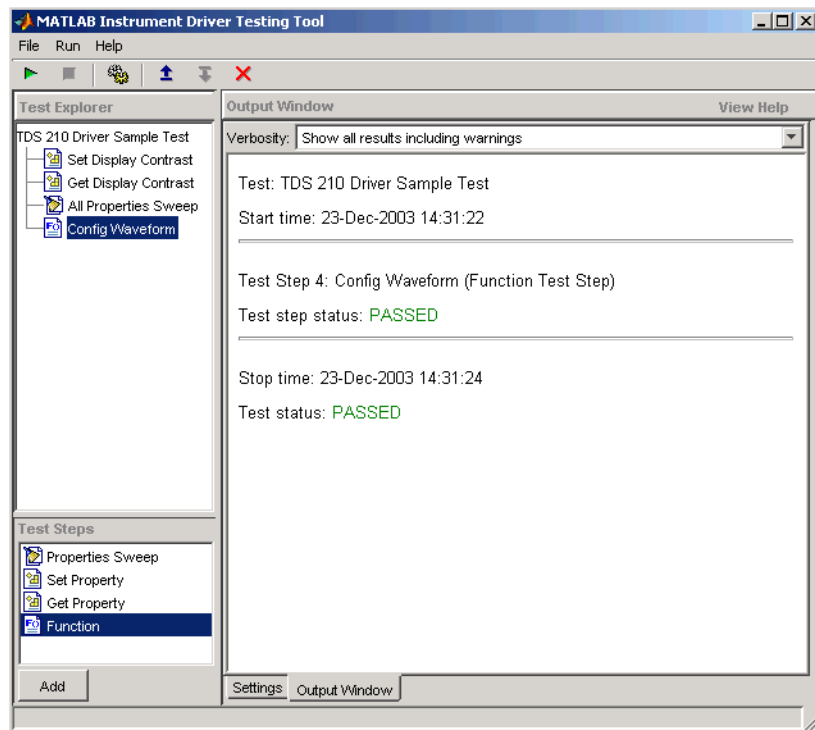 MATLAB Instrument Driver Testing Tool
File Run Help
Test Explorer
TDS 210 Driver Sample Test
Set Display Contrast
Get Display Contrast
All Properties Sweep
Config Waveform
Test Steps
Properties Sweep
Set Property
Get Property
Function
Add
Output Window View Help
Verbosity: Show all results including warnings
Test: TDS 210 Driver Sample Test
Start time: 23-Dec-2003 14:31:22
Test Step 4: Config Waveform (Function Test Step)
Test step status: PASSED
Stop time: 23-Dec-2003 14:31:24
Test status: PASSED
Settings Output Window